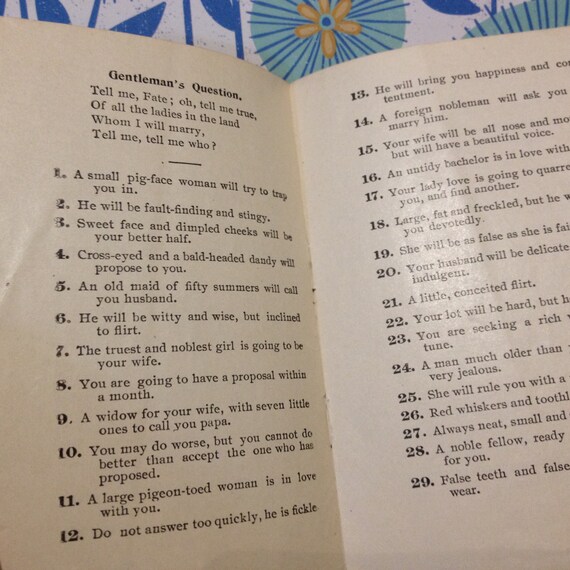 Gentleman's Question.
Tell me, Fate; oh, tell me true,
Of all the ladies in the land
Whom I will marry,
Tell me, tell me who?
1. A small pig-face woman will try to trap
you in.
2. He will be fault-finding and stingy.
3. Sweet face and dimpled cheeks will be
your better half.
4. Cross-eyed and a bald-headed dandy will
propose to you.
5. An old maid of fifty summers will call
you husband.
6. He will be witty and wise, but inclined
to flirt.
7. The truest and noblest girl is going to be
your wife.
8. You are going to have a proposal within
a month.
9. A widow for your wife, with seven little
ones to call you papa.
10. You may do worse, but you cannot do
better than accept the one who has
proposed.
11. A large pigeon-toed woman is in love
with you.
12. Do not answer too quickly, he is fickle
13. He will bring you happiness and con
tentment.
14. A foreign nobleman will ask you
marry him.
15. Your wife will be all nose and mo
but will have a beautiful voice.
16. An untidy bachelor is in love with
17. Your lady love is going to quarre
you, and find another.
18. Large, fat and freckled, but he w
you devotedly.
19. She will be as false as she is fai
20. Your husband will be delicate
indulgent.
21. A little, conceited flirt.
22. Your lot will be hard, but h
23. You are seeking a rich w
tune.
24. A man much older than
very jealous.
25. She will rule you with a
26. Red whiskers and toothl
27. Always neat, small and
28. A noble fellow, ready
for you.
29. False teeth and false
wear.